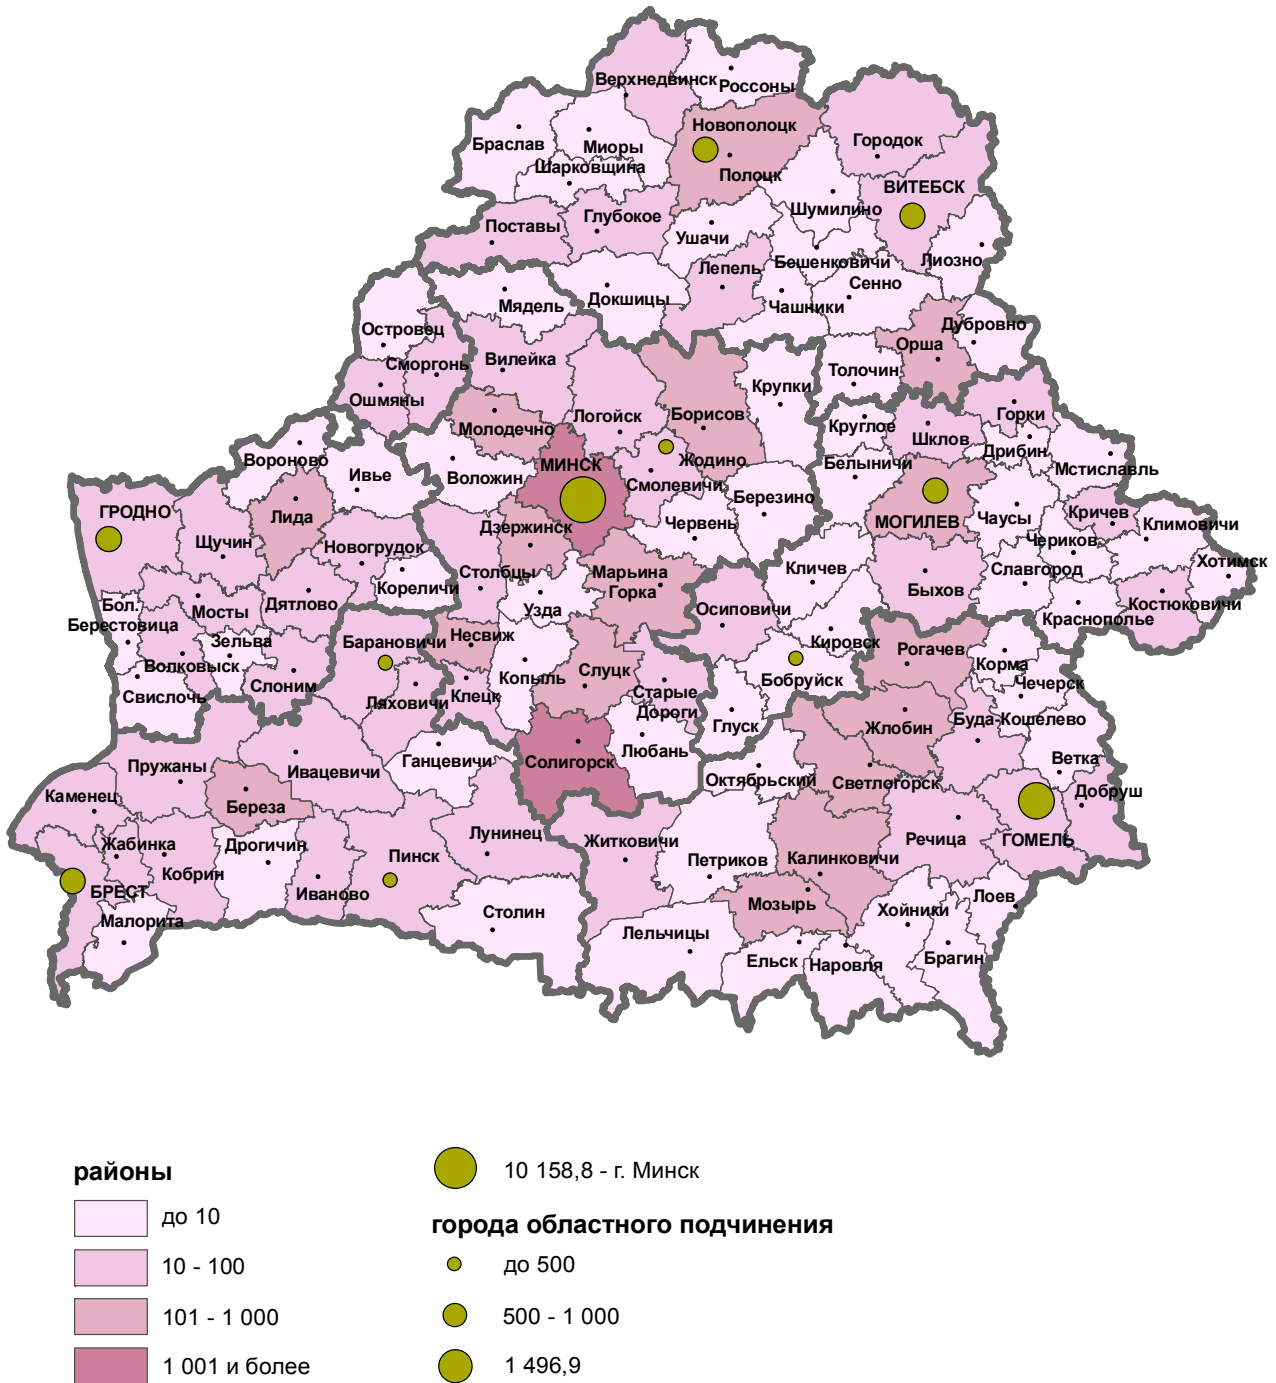 Верхнедвинск
Россоны
Браслав
Миоры
Новополоцк
Городок
Шарковщина
Полоцк
ВИТЕБСК
Шумилино
Поставы
Глубокое
Ушачи
Бешенковичи
Лиозно
Лепель
Сенно
Мядель
Докшицы
Чашники
Островец
Дубровно
Орша
Сморгонь
Вилейка
Толочин
Ошмяны
Крупки
Логойск
Борисов
Горки
Молодечно
Круглое
Шклов
Дрибин
Вороново
МИНСК
Жодино
Белыничи
Мстиславль
Ивье
Воложин
Смолевичи
Березино
ГРОДНО
Лида
Дзержинск
Червень
МОГИЛЕВ
Чаусы
Кричев
Климовичи
Щучин
Новогрудок
Чериков
Хотимск
Кореличи
Столбцы
Марьина
Горка
Кличев
Славгород
Бол.
Берестовица
Мосты
Дятлово
Узда
Осиповичи
Быхов
Костюковичи
Краснополье
Зельва
Барановичи
Несвиж
Кировск
Рогачев
Волковыск
Корма
Свислочь
Слоним
Ляховичи
Клецк
Копыль
Слуцк
Старые
Дороги
Бобруйск
Чечерск
Глуск
Жлобин
Буда-Кошелево
Пружаны
Ивацевичи
Ганцевичи
Солигорск
Любань
Октябрьский
Светлогорск
Ветка
Каменец
Береза
Добруш
Жабинка
Дрогичин
Пинск
Лунинец
Житковичи
Речица
ГОМЕЛЬ
Кобрин
Петриков
Калинковичи
БРЕСТ
Иваново
Малорита
Столин
Мозырь
Хойники
Лоев
Лельчицы
Ельск
Наровля
Брагин
районы
до 10
10 - 100
101 - 1 000
1 001 и более
10 158,8 - г. Минск
города областного подчинения
до 500
500 - 1 000
1 496,9